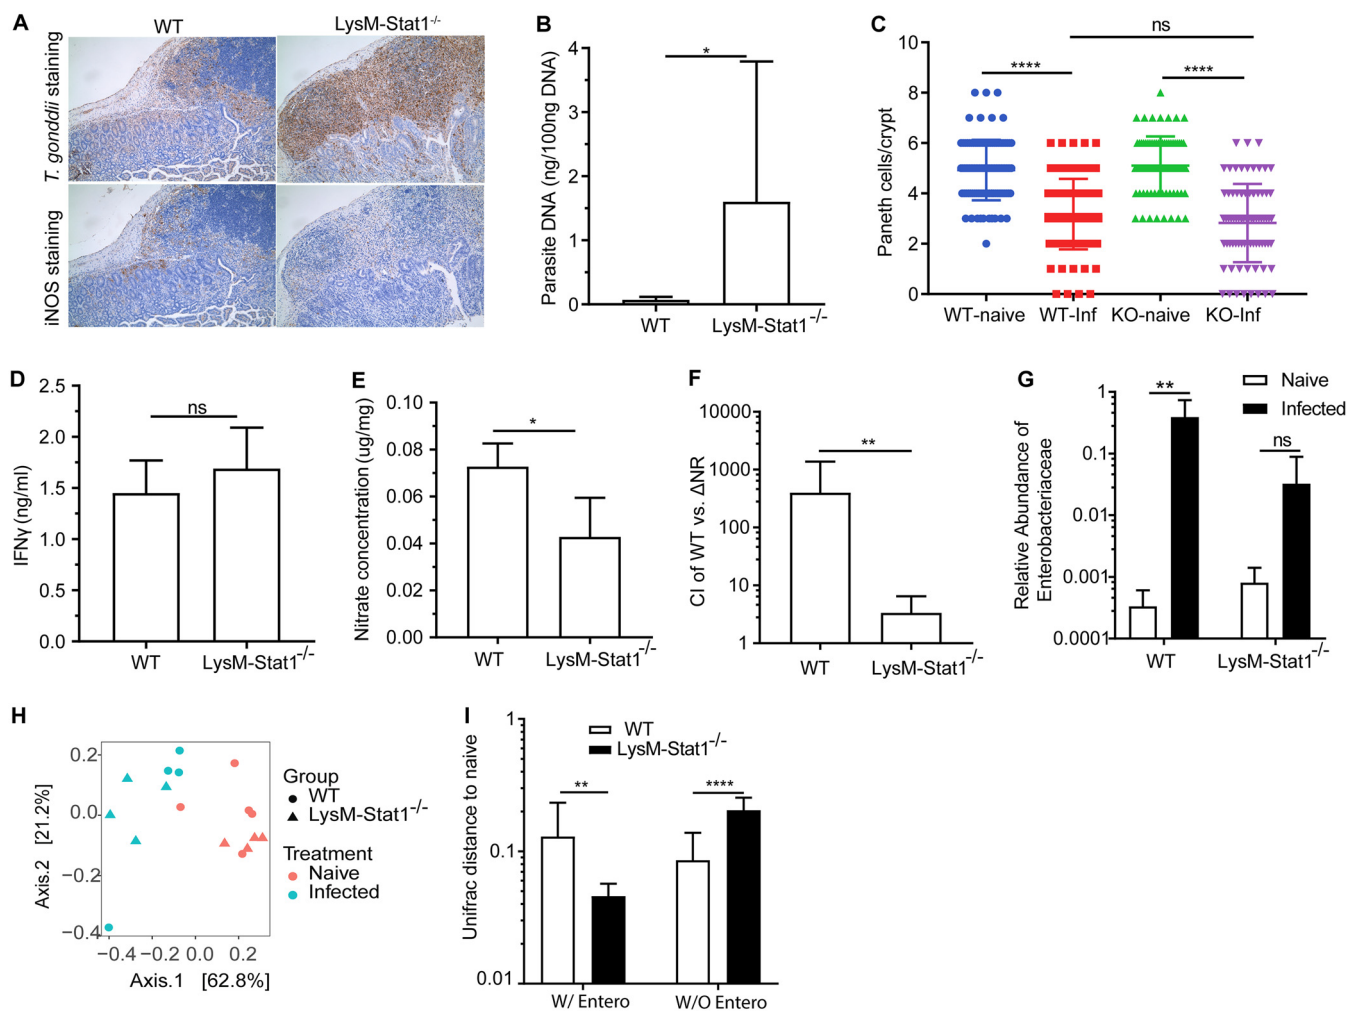 A
WT
LysM-Stat1-/-
T. gonddii staining
iNOS staining
B
Parasite DNA (ng/100ng DNA)
4
3
2
1
0
*
WT
LysM-Stat1-/-
C
Paneth cells/crypt
10
8
6
4
2
0
ns
****
****
WT-naive
WT-Inf
KO-naive
KO-Inf
D
IFNγ (ng/ml)
2.5
2.0
1.5
1.0
0.5
0.0
ns
WT
LysM-Stat1-/-
E
Nitrate concentration (ug/mg)
0.10
0.08
0.06
0.04
0.02
0.00
*
WT
LysM-Stat1-/-
F
CI of WT vs. ΔNR
10000
1000
100
10
1
**
WT
LysM-Stat1-/-
G
Relative Abundance of
Enterobacteriaceae
1
0.1
0.01
0.001
0.0001
**
ns
Naive
Infected
WT
LysM-Stat1-/-
H
Axis.2 [21.2%]
0.2
0.0
−0.2
−0.4
−0.4 −0.2 0.0 0.2
Axis.1 [62.8%]
Group
WT
LysM-Stat1-/-
Treatment
Naive
Infected
I
Unifrac distance to naive
1
0.1
0.01
WT
LysM-Stat1-/-
**
****
W/ Entero
W/O Entero